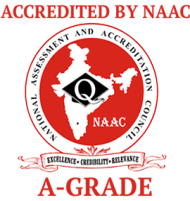 ACCREDITED BY NAAC
NATIONAL ASSESSMENT AND ACCREDITATION COUNCIL
Q
NAAC
EXCELLENCE • CREDIBILITY • RELEVANCE
A-GRADE